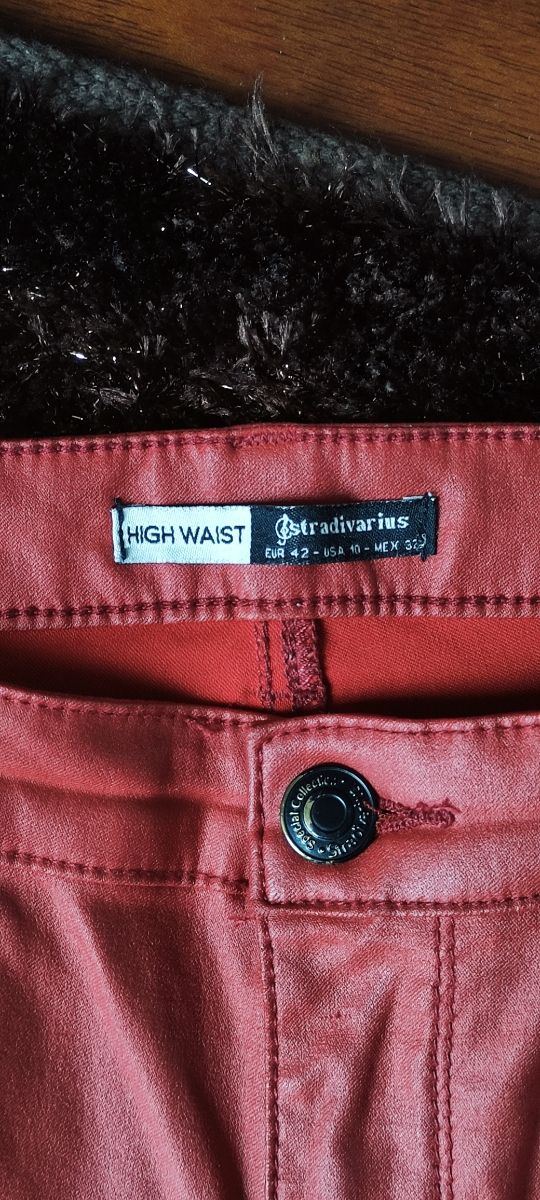 HIGH WAIST
stradivarius
EUR 42 - USA 10 - MEX 32
Special Collection